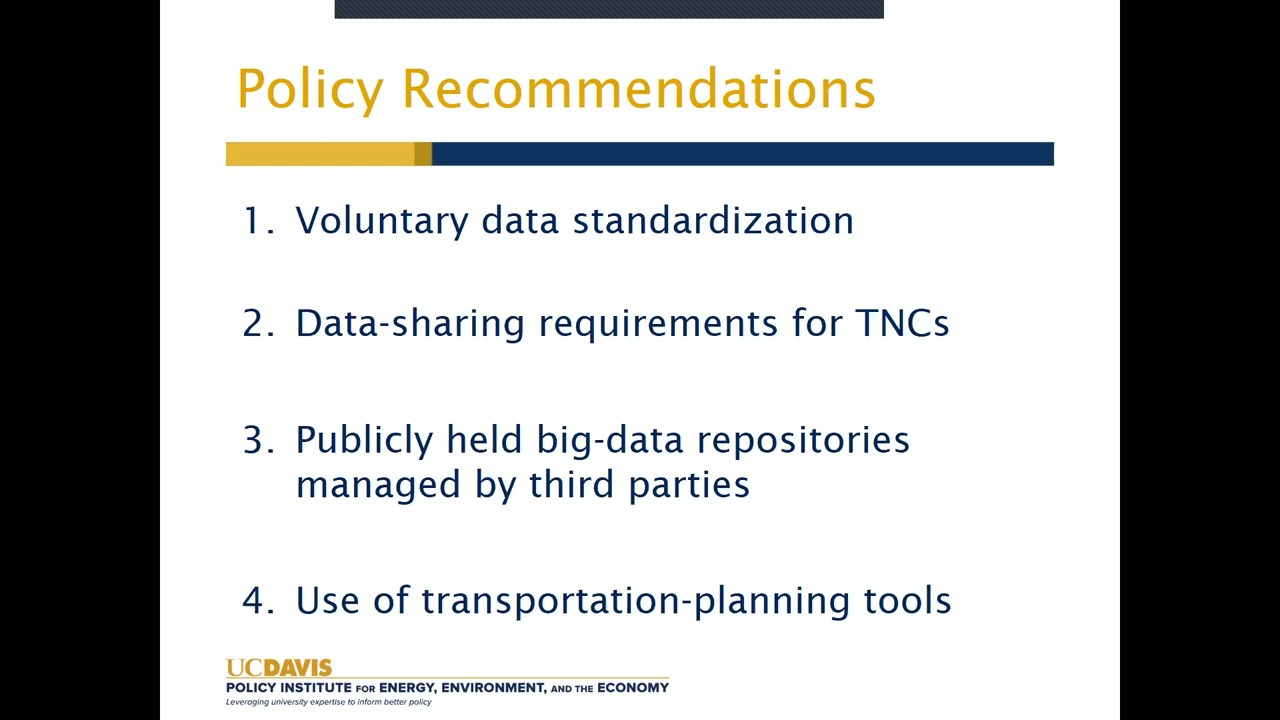 Policy Recommendations
1. Voluntary data standardization
2. Data-sharing requirements for TNCs
3. Publicly held big-data repositories
managed by third parties
4. Use of transportation-planning tools
UCDAVIS
POLICY INSTITUTE FOR ENERGY, ENVIRONMENT, AND THE ECONOMY
Leveraging university expertise to inform better policy